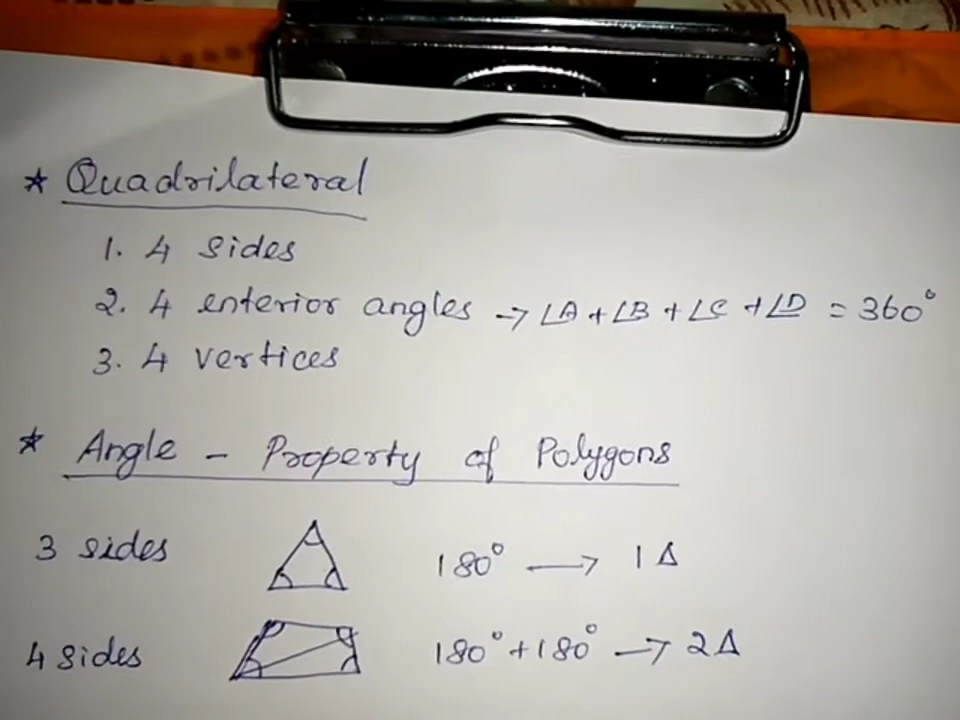 * Quadrilateral
1. 4 sides
2. 4 enterior angles → ∠A + ∠B + ∠C + ∠D = 360°
3. 4 vertices
* Angle - Property of Polygons
3 sides 180° → 1 Δ
4 sides 180° + 180° → 2 Δ